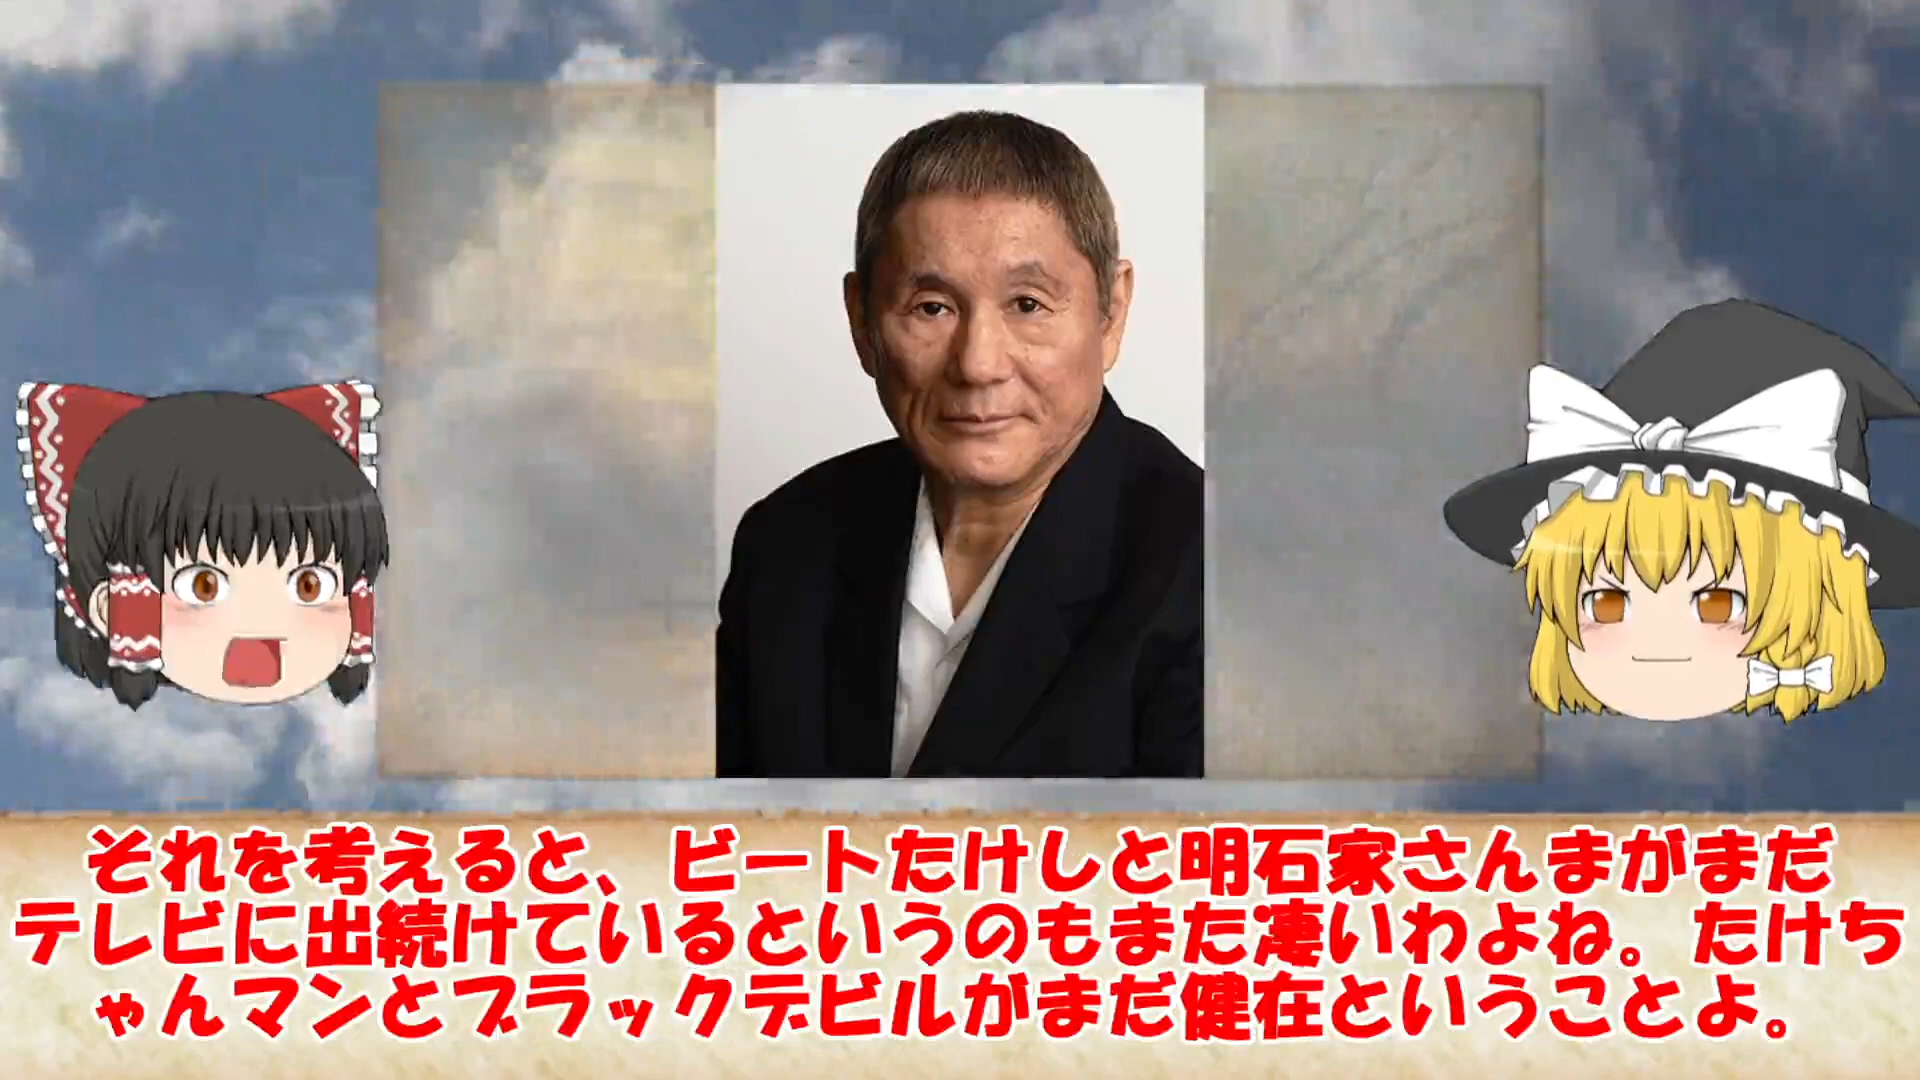 それを考えると、ビートたけしと明石家さんまがまだ
テレビに出続けているというのもまた凄いわよね。たけち
ゃんマンとブラックデビルがまだ健在ということよ。